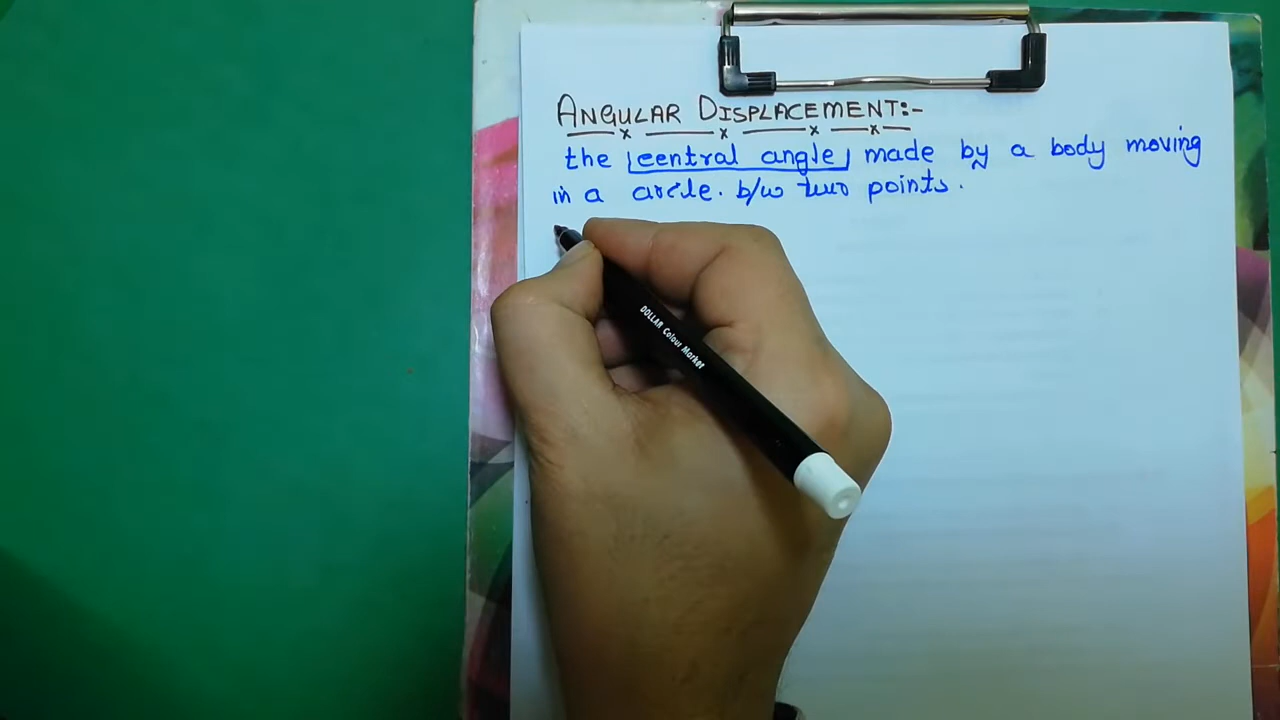 ANGULAR DISPLACEMENT:-
the central angle made by a body moving
in a circle. b/w two points.
DOLLAR Colour Marker